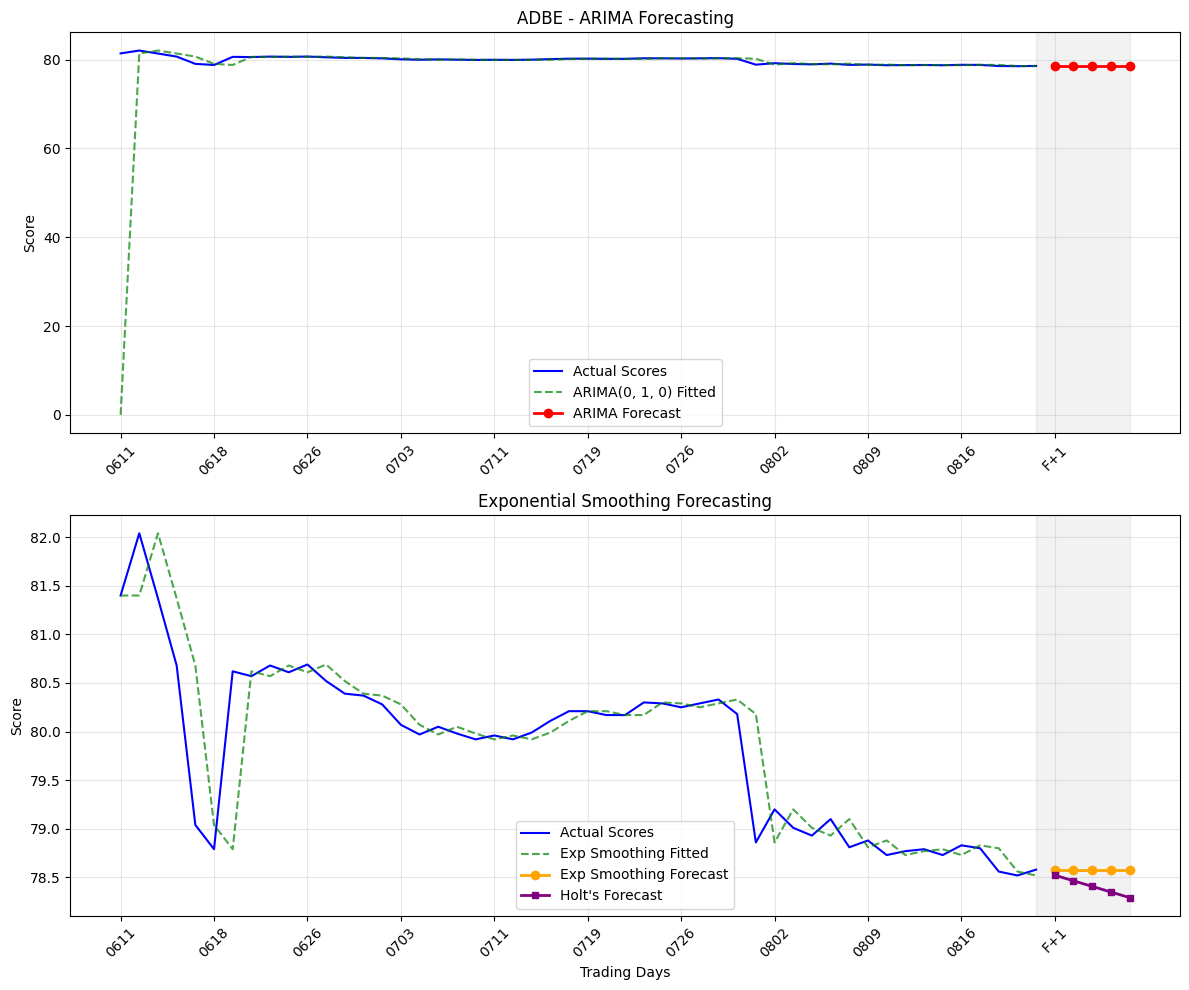 ADBE - ARIMA Forecasting
Score
80
60
40
20
0
Actual Scores
ARIMA(0, 1, 0) Fitted
ARIMA Forecast
0611
0618
0626
0703
0711
0719
0726
0802
0809
0816
F+1
Exponential Smoothing Forecasting
Score
82.0
81.5
81.0
80.5
80.0
79.5
79.0
78.5
Actual Scores
Exp Smoothing Fitted
Exp Smoothing Forecast
Holt's Forecast
0611
0618
0626
0703
0711
0719
0726
0802
0809
0816
F+1
Trading Days